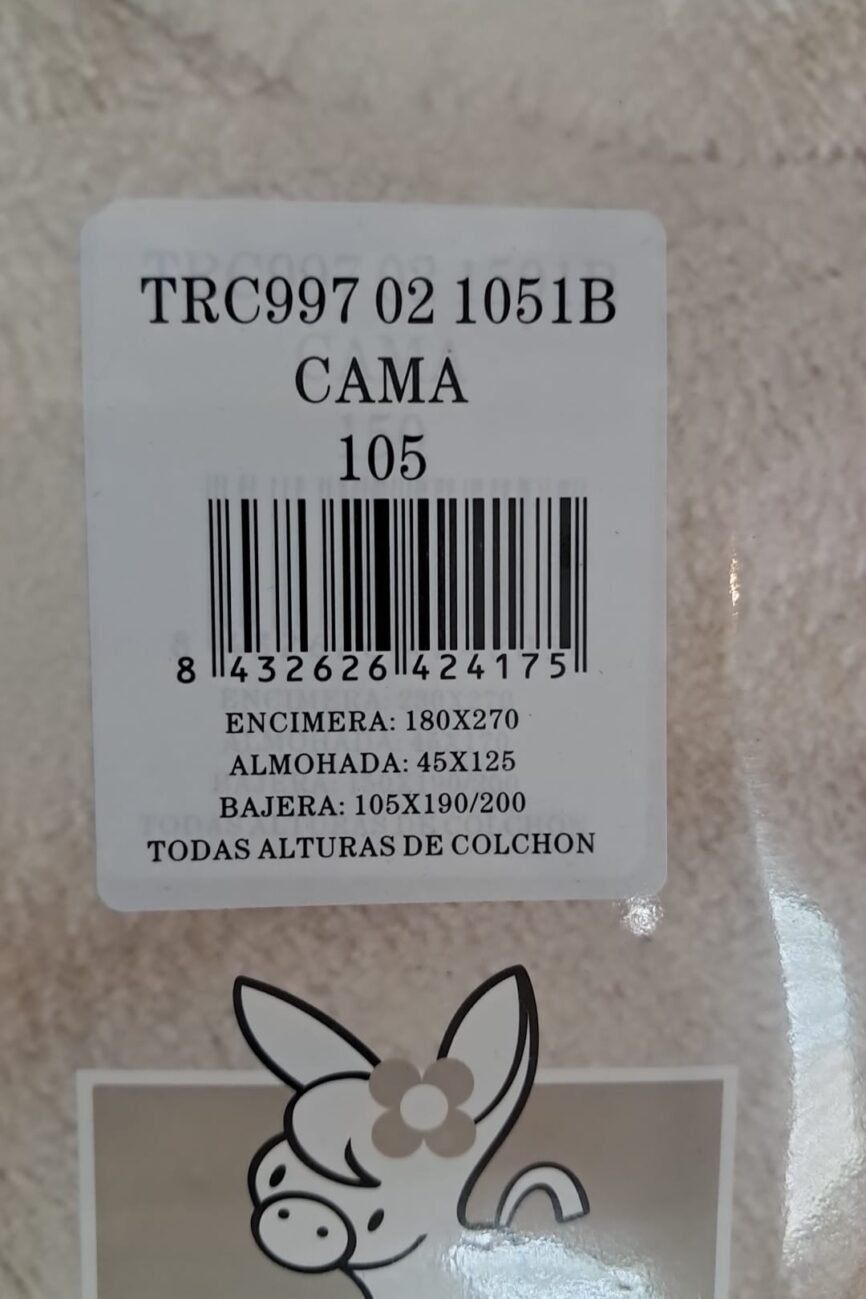 TRC997 02 1051B
CAMA
105
8 432626 424175
ENCIMERA: 180X270
ALMOHADA: 45X125
BAJERA: 105X190/200
TODAS ALTURAS DE COLCHON